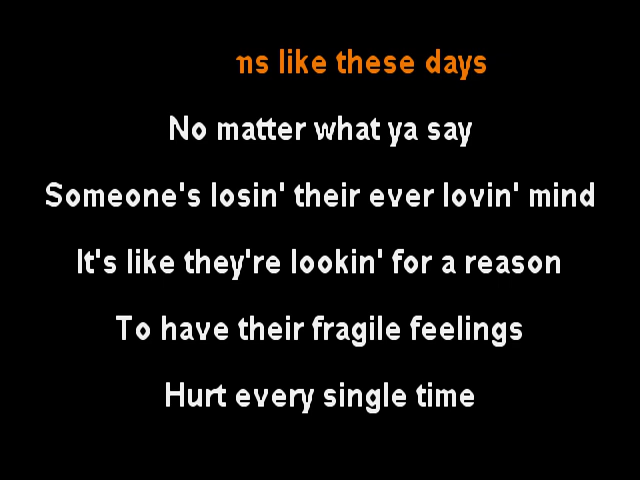 ns like these days
No matter what ya say
Someone's losin' their ever lovin' mind
It's like they're lookin' for a reason
To have their fragile feelings
Hurt every single time